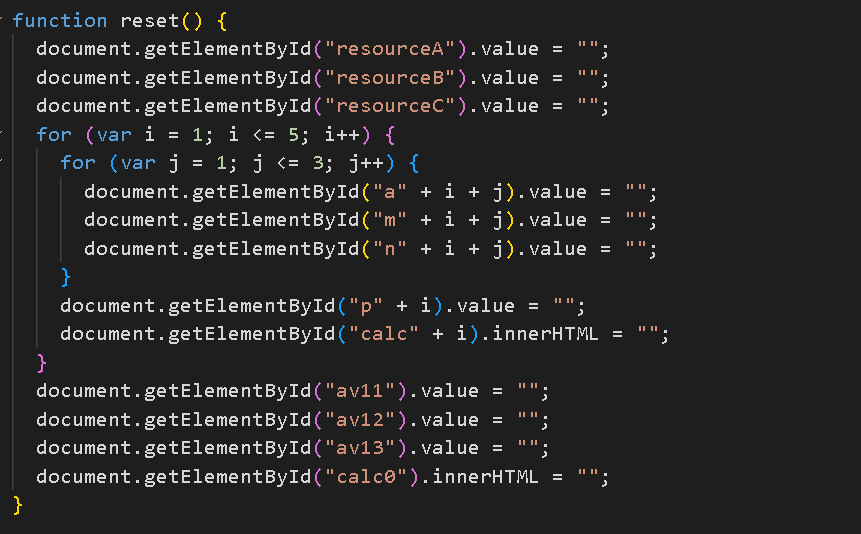 function reset() {
  document.getElementById("resourceA").value = "";
  document.getElementById("resourceB").value = "";
  document.getElementById("resourceC").value = "";
  for (var i = 1; i <= 5; i++) {
    for (var j = 1; j <= 3; j++) {
      document.getElementById("a" + i + j).value = "";
      document.getElementById("m" + i + j).value = "";
      document.getElementById("n" + i + j).value = "";
    }
    document.getElementById("p" + i).value = "";
    document.getElementById("calc" + i).innerHTML = "";
  }
  document.getElementById("av11").value = "";
  document.getElementById("av12").value = "";
  document.getElementById("av13").value = "";
  document.getElementById("calc0").innerHTML = "";
}